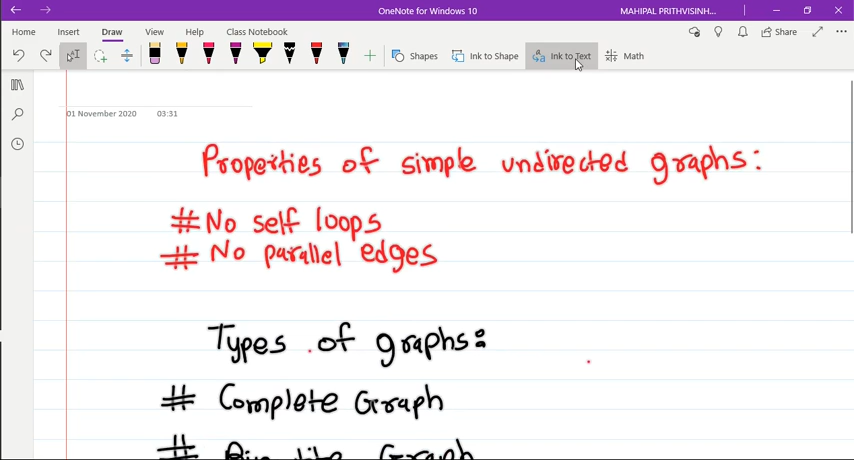 OneNote for Windows 10
MAHIPAL PRITHVISINH...
Home Insert Draw View Help Class Notebook
Share
Shapes Ink to Shape Ink to Text Math
01 November 2020 03:31
Properties of simple undirected graphs:
# No self loops
# No parallel edges
Types of graphs:
# Complete Graph
# Graph